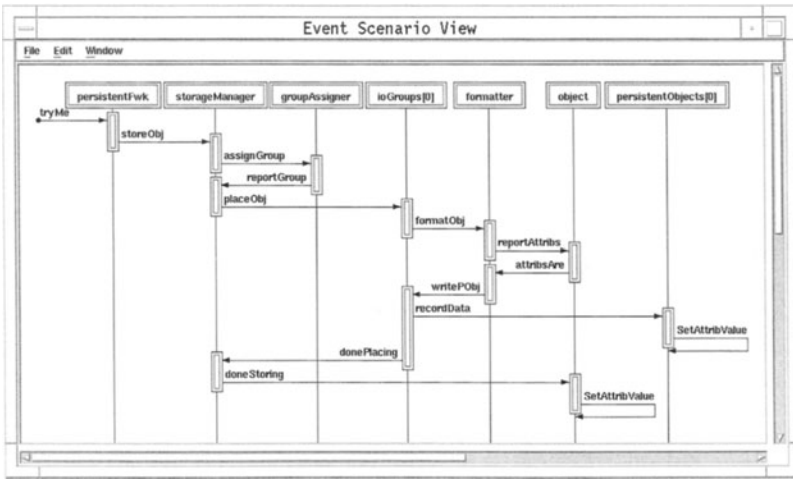 Event Scenario View
File Edit Window
persistentFwk storageManager groupAssigner ioGroups[0] formatter object persistentObjects[0]
tryMe
storeObj
assignGroup
reportGroup
placeObj
formatObj
reportAttribs
attribsAre
writePObj
recordData
SetAttribValue
donePlacing
doneStoring
SetAttribValue